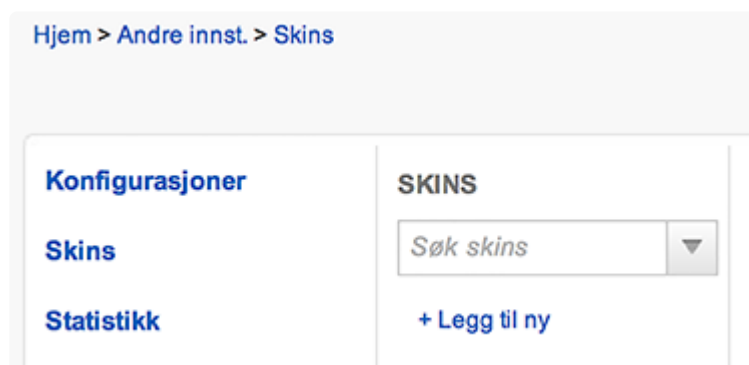 Hjem > Andre innst. > Skins
Konfigurasjoner
Skins
Statistikk
SKINS
Søk skins
+ Legg til ny